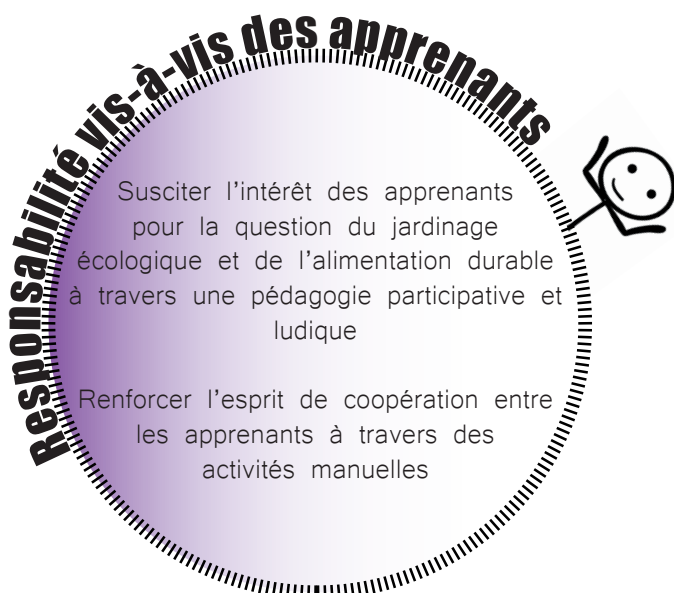 Responsabilité vis-à-vis des apprenants
Susciter l'intérêt des apprenants
pour la question du jardinage
écologique et de l'alimentation durable
à travers une pédagogie participative et
ludique
Renforcer l'esprit de coopération entre
les apprenants à travers des
activités manuelles